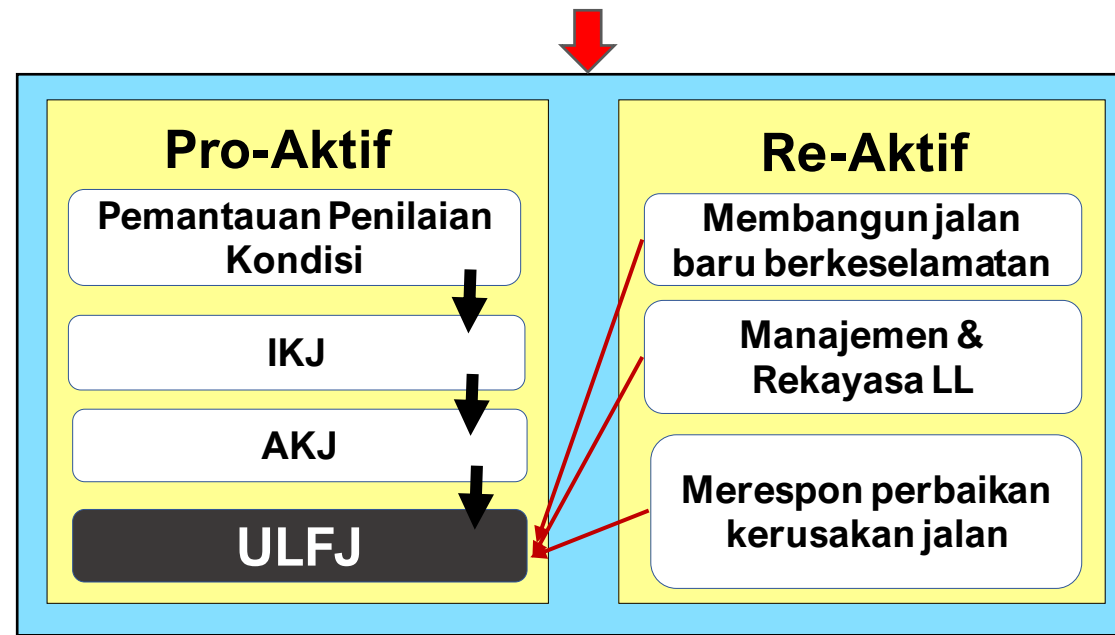 Pro-Aktif
Pemantauan Penilaian
Kondisi
IKJ
AKJ
ULFJ
Re-Aktif
Membangun jalan
baru berkeselamatan
Manajemen &
Rekayasa LL
Merespon perbaikan
kerusakan jalan